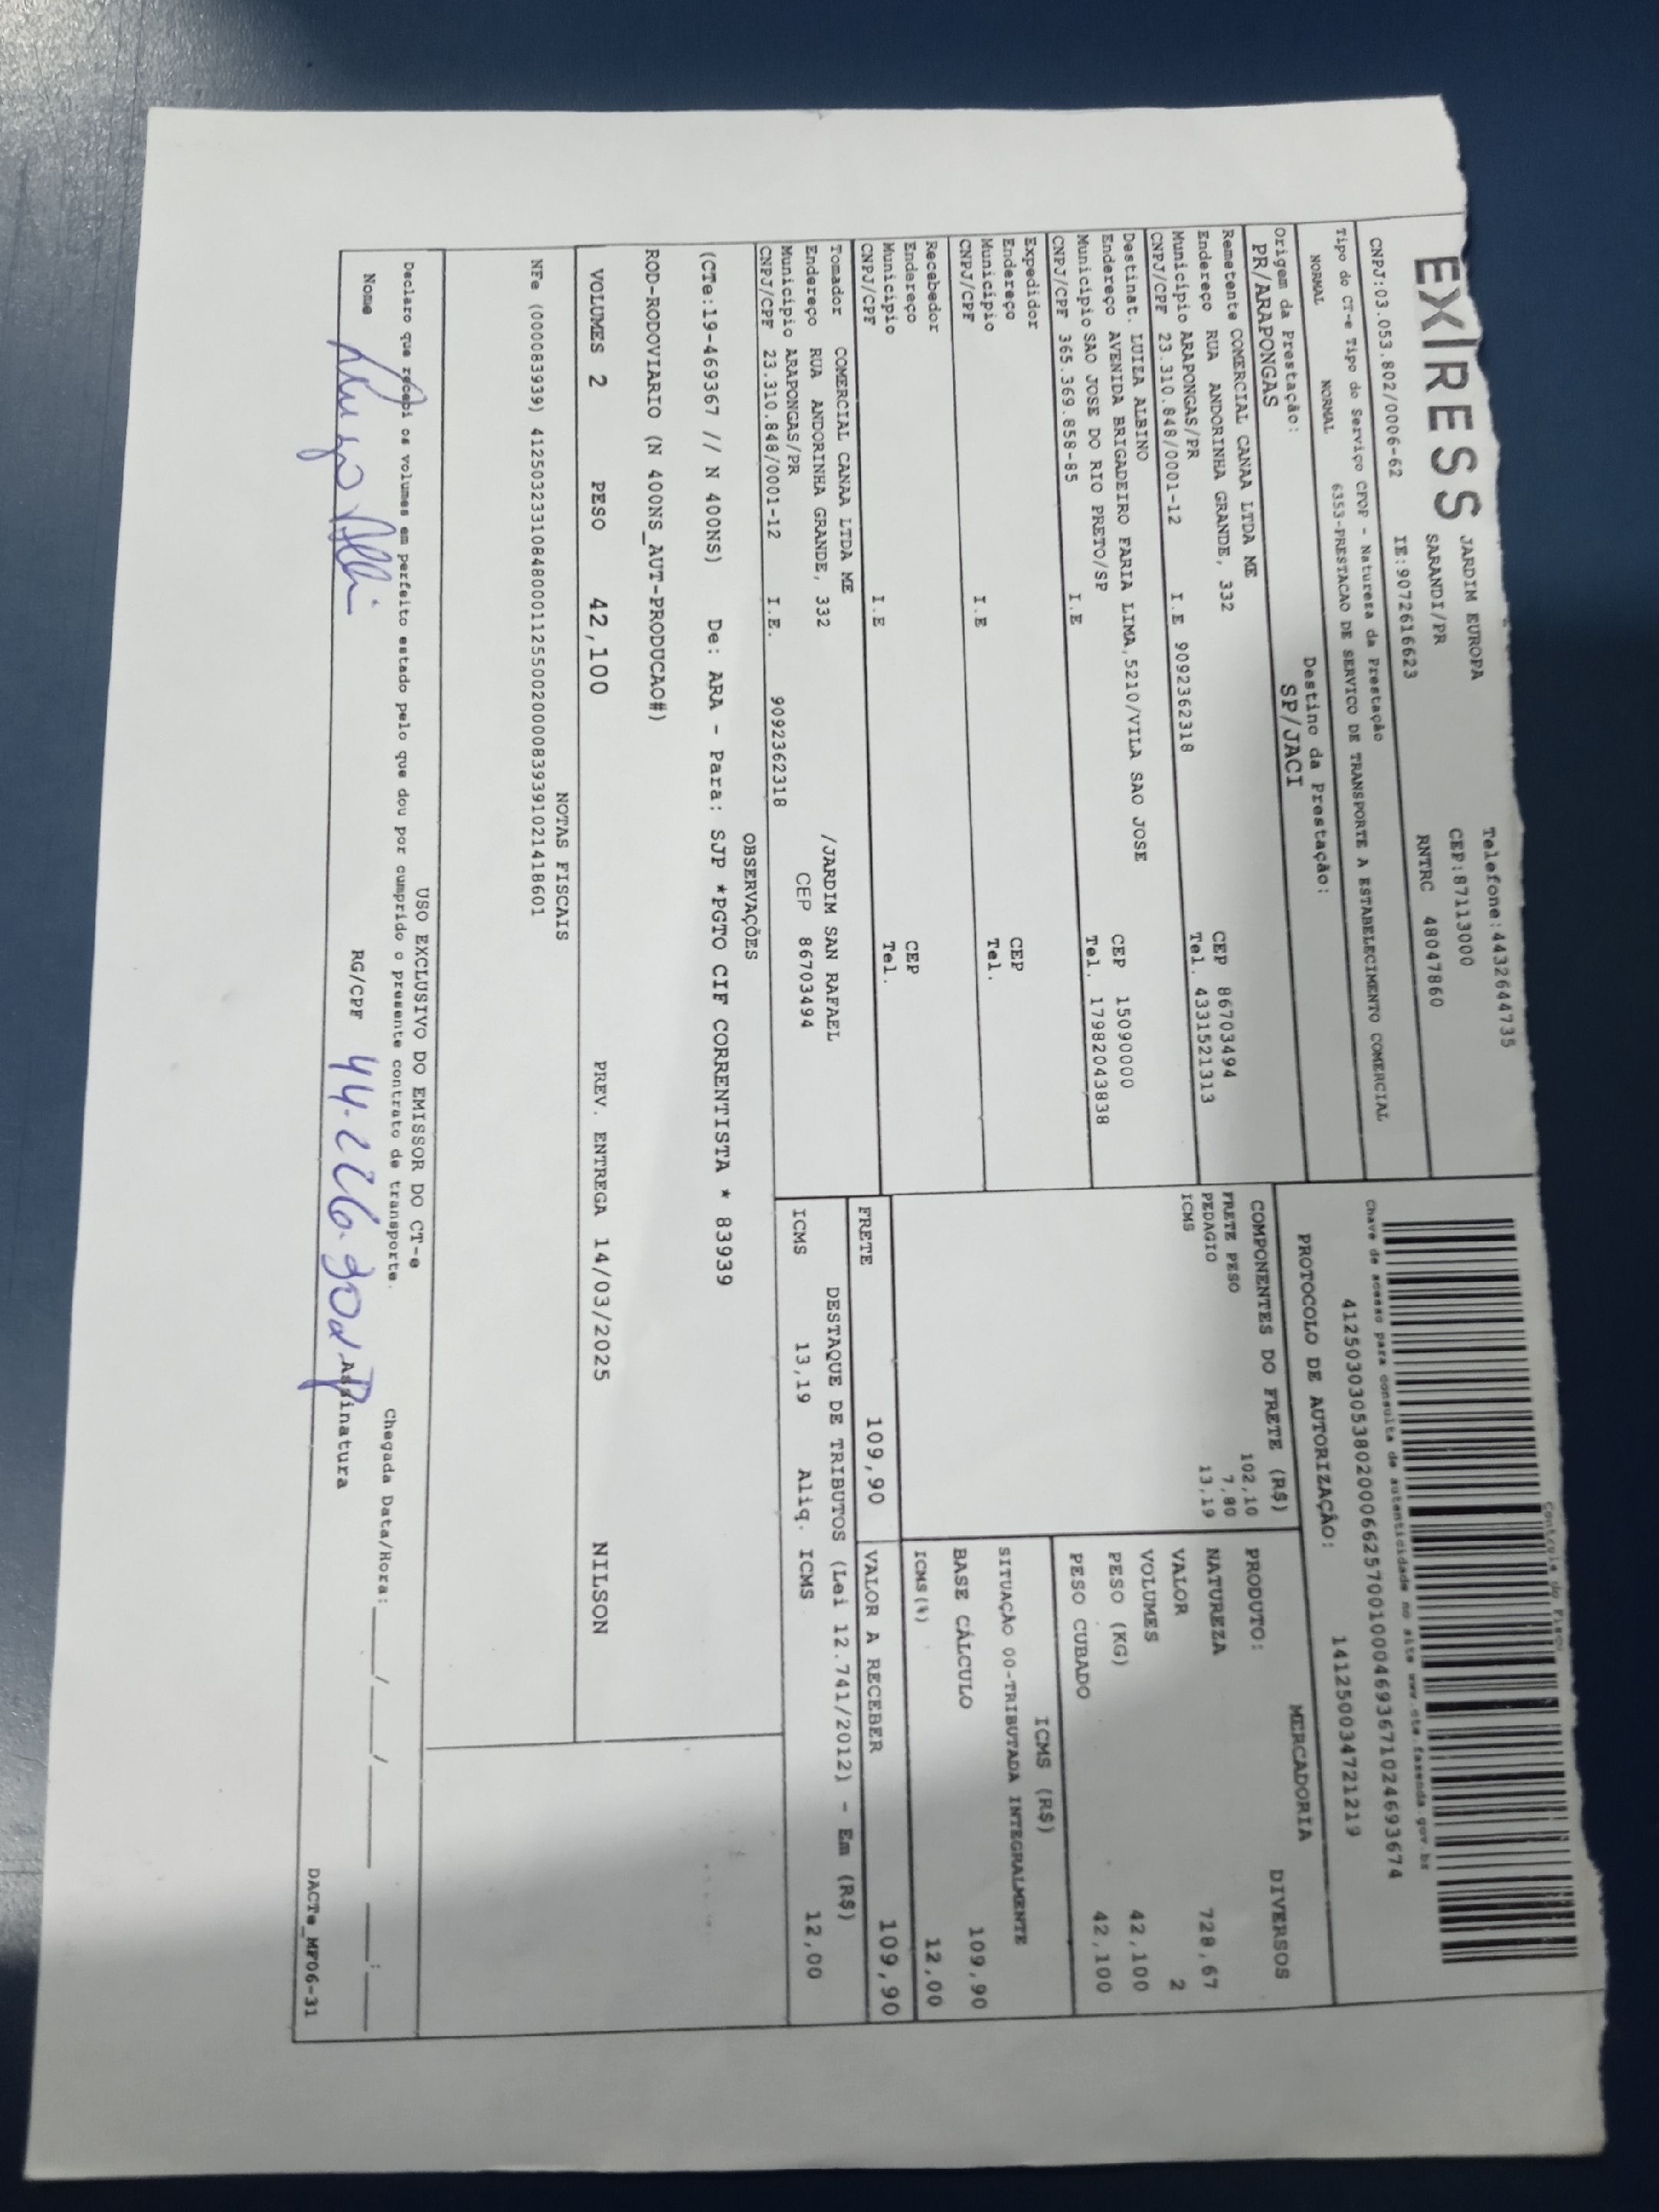 EXPRESS
JARDIM EUROPA
SARANDI/PR
Telefone:4432644735
CEP:87113000
CNPJ:03.053.802/0006-62 IE:9072616623 RNTRC 48047860
Tipo do CT-e Tipo do Serviço CFOP - Natureza da Prestação
NORMAL NORMAL 6353-PRESTACAO DE SERVICO DE TRANSPORTE A ESTABELECIMENTO COMERCIAL
Origem da Prestação: Destino da Prestação:
PR/ARAPONGAS SP/JACI
Remetente COMERCIAL CANAA LTDA ME
Endereço RUA ANDORINHA GRANDE, 332 CEP 86703494
Municipio ARAPONGAS/PR Tel. 4331521313
CNPJ/CPF 23.310.848/0001-12 I.E 9092362318
Destinat. LUIZA ALBINO
Endereço AVENIDA BRIGADEIRO FARIA LIMA,5210/VILA SAO JOSE CEP 15090000
Municipio SAO JOSE DO RIO PRETO/SP Tel. 17982043838
CNPJ/CPF 365.369.858-85 I.E
Expedidor
Endereço CEP
Municipio Tel.
CNPJ/CPF I.E
Recebedor
Endereço CEP
Municipio Tel.
CNPJ/CPF I.E
Tomador COMERCIAL CANAA LTDA ME
Endereço RUA ANDORINHA GRANDE, 332 /JARDIM SAN RAFAEL
Municipio ARAPONGAS/PR CEP 86703494
CNPJ/CPF 23.310.848/0001-12 I.E. 9092362318
Controle do Fisco
Chave de acesso para consulta de autenticidade no site www.cte.fazenda.gov.br
41250303053802000662570010004693671024693674
PROTOCOLO DE AUTORIZAÇÃO: 141250034721219
COMPONENTES DO FRETE (R$)
FRETE PESO 102,10
PEDAGIO 7,80
ICMS 13,19
MERCADORIA
PRODUTO: DIVERSOS
NATUREZA
VALOR 728,67
VOLUMES 2
PESO (KG) 42,100
PESO CUBADO 42,100
ICMS (R$)
SITUAÇÃO 00-TRIBUTADA INTEGRALMENTE
BASE CÁLCULO 109,90
ICMS(%) 12,00
FRETE 109,90 VALOR A RECEBER 109,90
DESTAQUE DE TRIBUTOS (Lei 12.741/2012) - Em (R$)
ICMS 13,19 Aliq. ICMS 12,00
OBSERVAÇÕES
(CTe:19-469367 // N 400NS) De: ARA - Para: SJP *PGTO CIF CORRENTISTA * 83939
ROD-RODOVIARIO (N 400NS_AUT-PRODUCAO#)
VOLUMES 2 PESO 42,100 PREV. ENTREGA 14/03/2025 NILSON
NOTAS FISCAIS
NFe (000083939) 41250323310848000112550020000839391021418601
USO EXCLUSIVO DO EMISSOR DO CT-e
Declaro que recebi os volumes em perfeito estado pelo que dou por cumprido o presente contrato de transporte. Chegada Data/Hora:____/____/______ ____:____
Nome RG/CPF Assinatura
DACTe_MF06-31